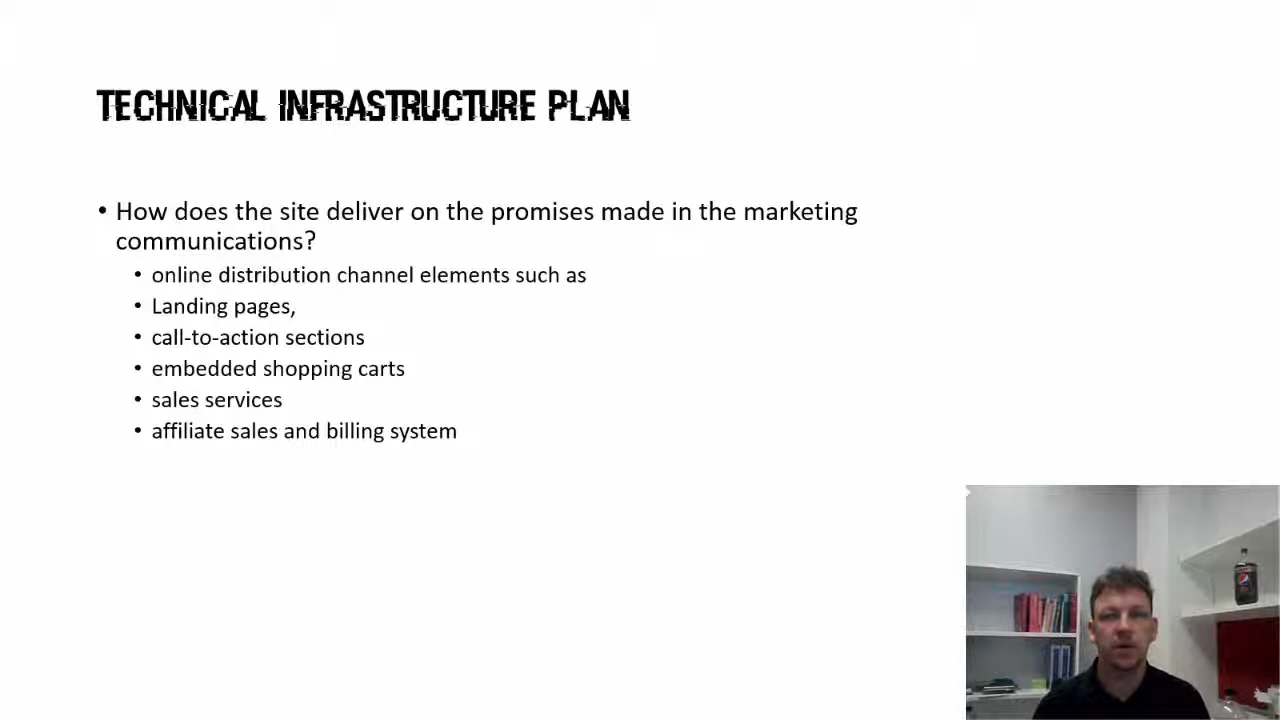 TECHNICAL INFRASTRUCTURE PLAN
• How does the site deliver on the promises made in the marketing
communications?
• online distribution channel elements such as
• Landing pages,
• call-to-action sections
• embedded shopping carts
• sales services
• affiliate sales and billing system